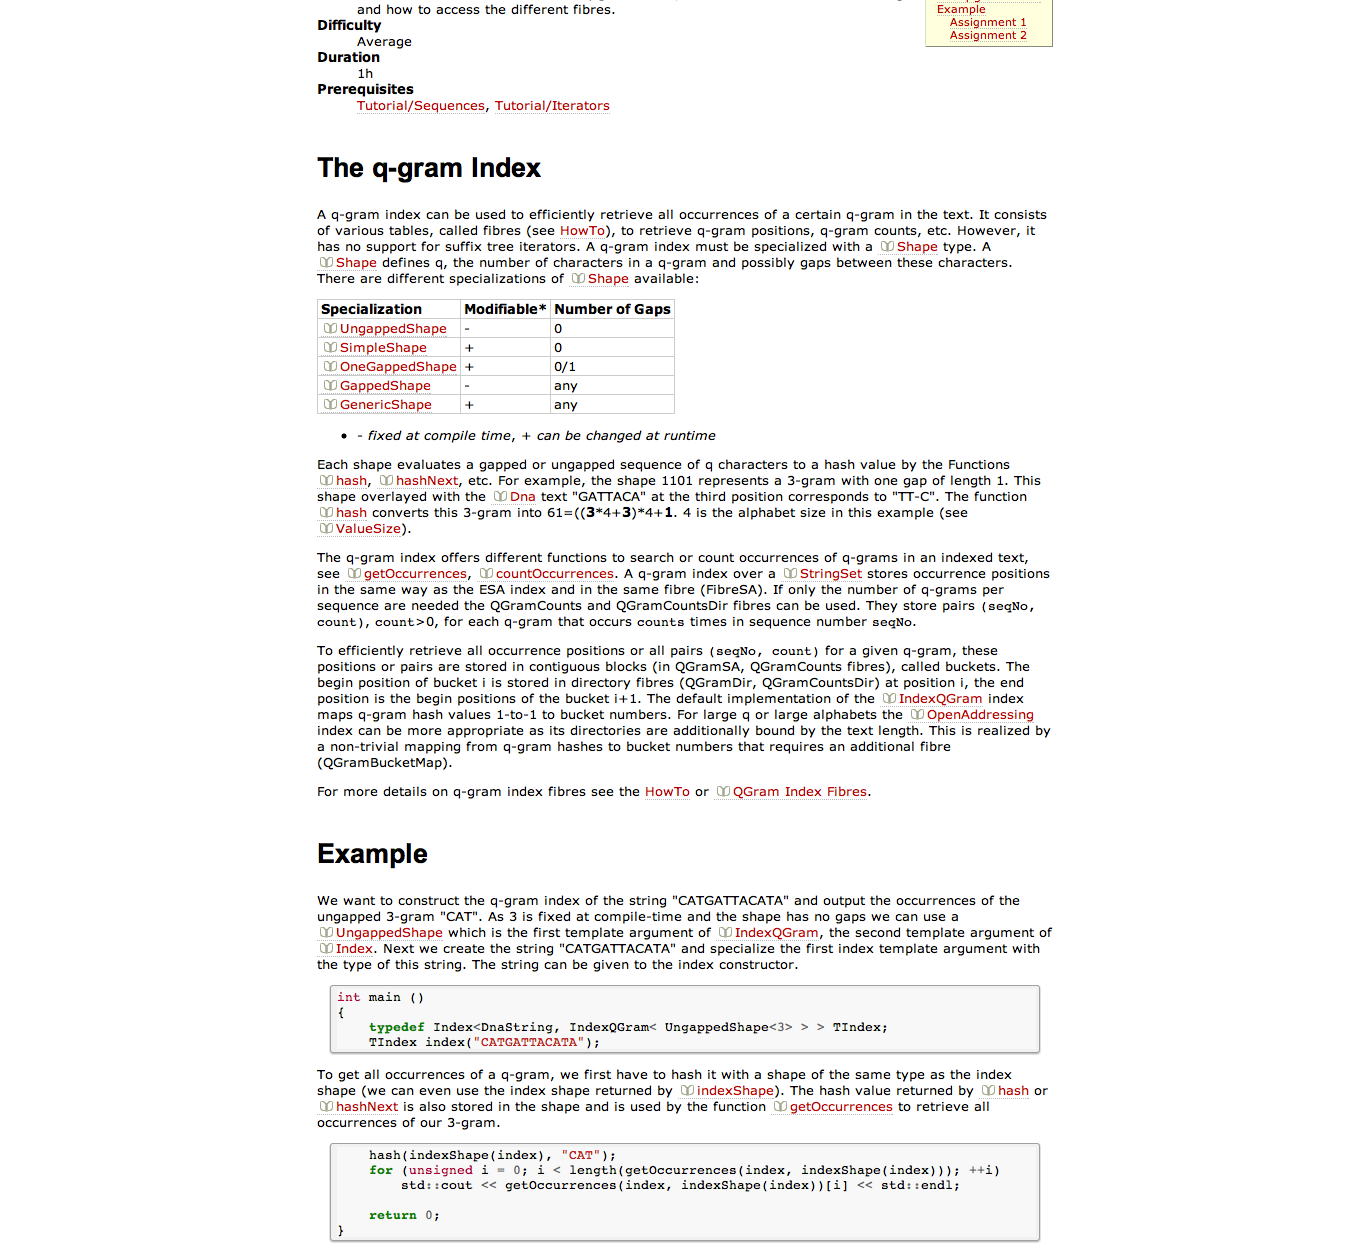 and how to access the different fibres.
Example
Assignment 1
Assignment 2
Difficulty
Average
Duration
1h
Prerequisites
Tutorial/Sequences, Tutorial/Iterators
The q-gram Index
A q-gram index can be used to efficiently retrieve all occurrences of a certain q-gram in the text. It consists
of various tables, called fibres (see HowTo), to retrieve q-gram positions, q-gram counts, etc. However, it
has no support for suffix tree iterators. A q-gram index must be specialized with a Shape type. A
Shape defines q, the number of characters in a q-gram and possibly gaps between these characters.
There are different specializations of Shape available:
Specialization Modifiable* Number of Gaps
UngappedShape - 0
SimpleShape + 0
OneGappedShape + 0/1
GappedShape - any
GenericShape + any
• - fixed at compile time, + can be changed at runtime
Each shape evaluates a gapped or ungapped sequence of q characters to a hash value by the Functions
hash, hashNext, etc. For example, the shape 1101 represents a 3-gram with one gap of length 1. This
shape overlayed with the Dna text "GATTACA" at the third position corresponds to "TT-C". The function
hash converts this 3-gram into 61=((3*4+3)*4+1. 4 is the alphabet size in this example (see
ValueSize).
The q-gram index offers different functions to search or count occurrences of q-grams in an indexed text,
see getOccurrences, countOccurrences. A q-gram index over a StringSet stores occurrence positions
in the same way as the ESA index and in the same fibre (FibreSA). If only the number of q-grams per
sequence are needed the QGramCounts and QGramCountsDir fibres can be used. They store pairs (seqNo,
count), count>0, for each q-gram that occurs counts times in sequence number seqNo.
To efficiently retrieve all occurrence positions or all pairs (seqNo, count) for a given q-gram, these
positions or pairs are stored in contiguous blocks (in QGramSA, QGramCounts fibres), called buckets. The
begin position of bucket i is stored in directory fibres (QGramDir, QGramCountsDir) at position i, the end
position is the begin positions of the bucket i+1. The default implementation of the IndexQGram index
maps q-gram hash values 1-to-1 to bucket numbers. For large q or large alphabets the OpenAddressing
index can be more appropriate as its directories are additionally bound by the text length. This is realized by
a non-trivial mapping from q-gram hashes to bucket numbers that requires an additional fibre
(QGramBucketMap).
For more details on q-gram index fibres see the HowTo or QGram Index Fibres.
Example
We want to construct the q-gram index of the string "CATGATTACATA" and output the occurrences of the
ungapped 3-gram "CAT". As 3 is fixed at compile-time and the shape has no gaps we can use a
UngappedShape which is the first template argument of IndexQGram, the second template argument of
Index. Next we create the string "CATGATTACATA" and specialize the first index template argument with
the type of this string. The string can be given to the index constructor.
int main ()
{
typedef Index<DnaString, IndexQGram< UngappedShape<3> > > TIndex;
TIndex index("CATGATTACATA");
To get all occurrences of a q-gram, we first have to hash it with a shape of the same type as the index
shape (we can even use the index shape returned by indexShape). The hash value returned by hash or
hashNext is also stored in the shape and is used by the function getOccurrences to retrieve all
occurrences of our 3-gram.
hash(indexShape(index), "CAT");
for (unsigned i = 0; i < length(getOccurrences(index, indexShape(index))); ++i)
std::cout << getOccurrences(index, indexShape(index))[i] << std::endl;
return 0;
}